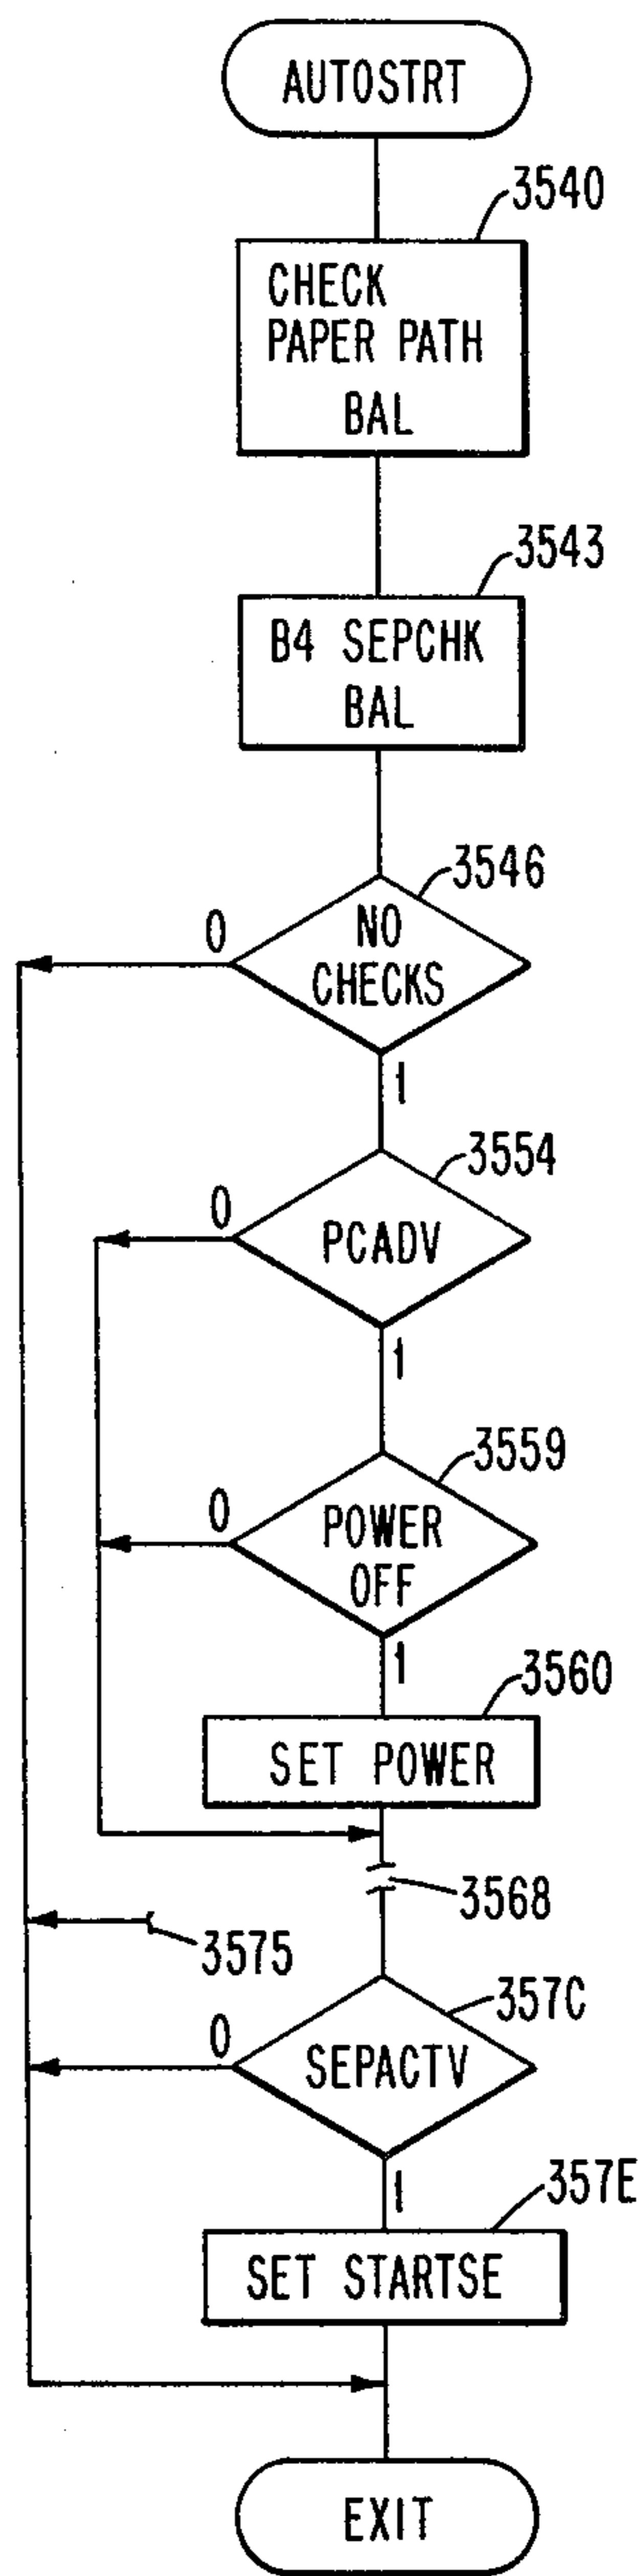 AUTOSTRT
3540
CHECK
PAPER PATH
BAL
3543
B4 SEPCHK
BAL
3546
0
NO
CHECKS
1
3554
0
PCADV
1
3559
0
POWER
OFF
1
3560
SET POWER
3568
3575
357C
0
SEPACTV
1
357E
SET STARTSE
EXIT